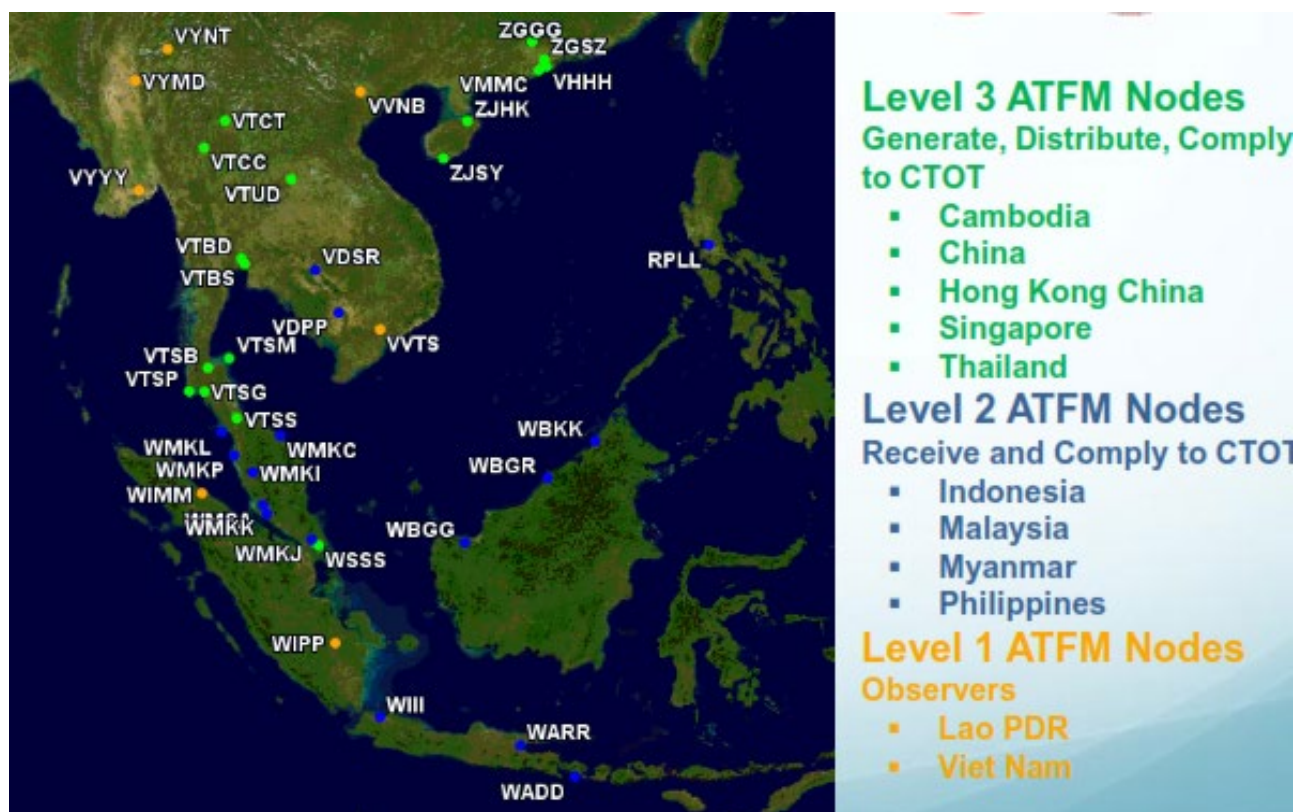 VYNT
ZGGG
ZGSZ
VYMD
VMMC
VHHH
VVNB
ZJHK
VTCT
VTCC
VYYY
VTUD
ZJSY
VTBD
VDSR
RPLL
VTBS
VDPP
VVTS
VTSB
VTSM
VTSP
VTSG
VTSS
WBKK
WMKL
WMKC
WMKP
WMKI
WBGR
WIMM
WMKK
WBGG
WMKJ
WSSS
WIPP
WIII
WARR
WADD
Level 3 ATFM Nodes
Generate, Distribute, Comply
to CTOT
▪ Cambodia
▪ China
▪ Hong Kong China
▪ Singapore
▪ Thailand
Level 2 ATFM Nodes
Receive and Comply to CTOT
▪ Indonesia
▪ Malaysia
▪ Myanmar
▪ Philippines
Level 1 ATFM Nodes
Observers
▪ Lao PDR
▪ Viet Nam